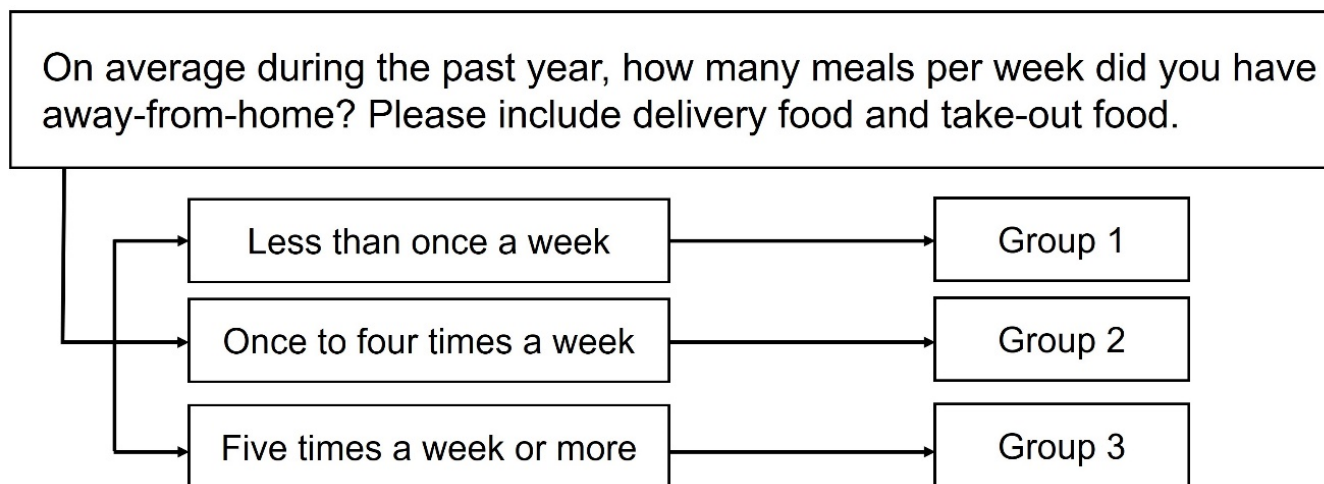 On average during the past year, how many meals per week did you have
away-from-home? Please include delivery food and take-out food.
Less than once a week
Group 1
Once to four times a week
Group 2
Five times a week or more
Group 3